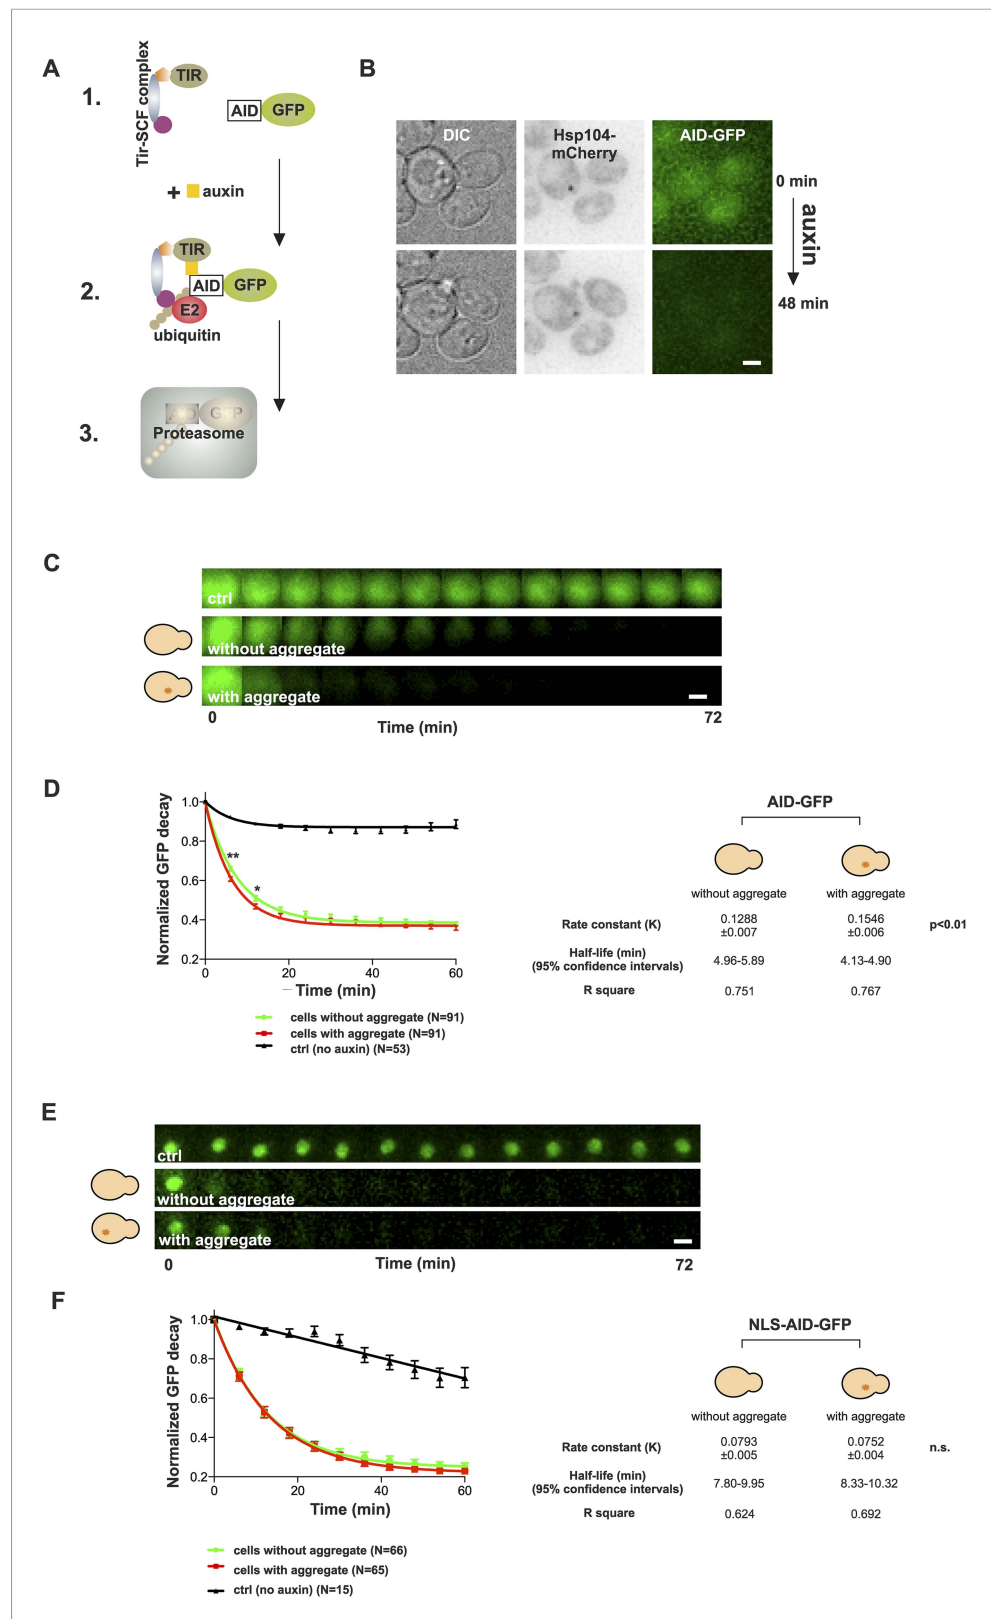 A
1.
Tir-SCF complex
TIR
AID
GFP
+ auxin
2.
TIR
AID
GFP
E2
ubiquitin
3.
AID
GFP
Proteasome
B
DIC
Hsp104-
mCherry
AID-GFP
0 min
auxin
48 min
C
ctrl
without aggregate
with aggregate
0
72
Time (min)
D
Normalized GFP decay
1.0
0.8
0.6
0.4
0.2
**
*
0
20
40
60
Time (min)
cells without aggregate (N=91)
cells with aggregate (N=91)
ctrl (no auxin) (N=53)
AID-GFP
without aggregate
with aggregate
Rate constant (K)
0.1288
±0.007
0.1546
±0.006
p<0.01
Half-life (min)
(95% confidence intervals)
4.96-5.89
4.13-4.90
R square
0.751
0.767
E
ctrl
without aggregate
with aggregate
0
Time (min)
72
F
Normalized GFP decay
1.0
0.8
0.6
0.4
0.2
0
20
40
60
Time (min)
cells without aggregate (N=66)
cells with aggregate (N=65)
ctrl (no auxin) (N=15)
NLS-AID-GFP
without aggregate
with aggregate
Rate constant (K)
0.0793
±0.005
0.0752
±0.004
n.s.
Half-life (min)
(95% confidence intervals)
7.80-9.95
8.33-10.32
R square
0.624
0.692